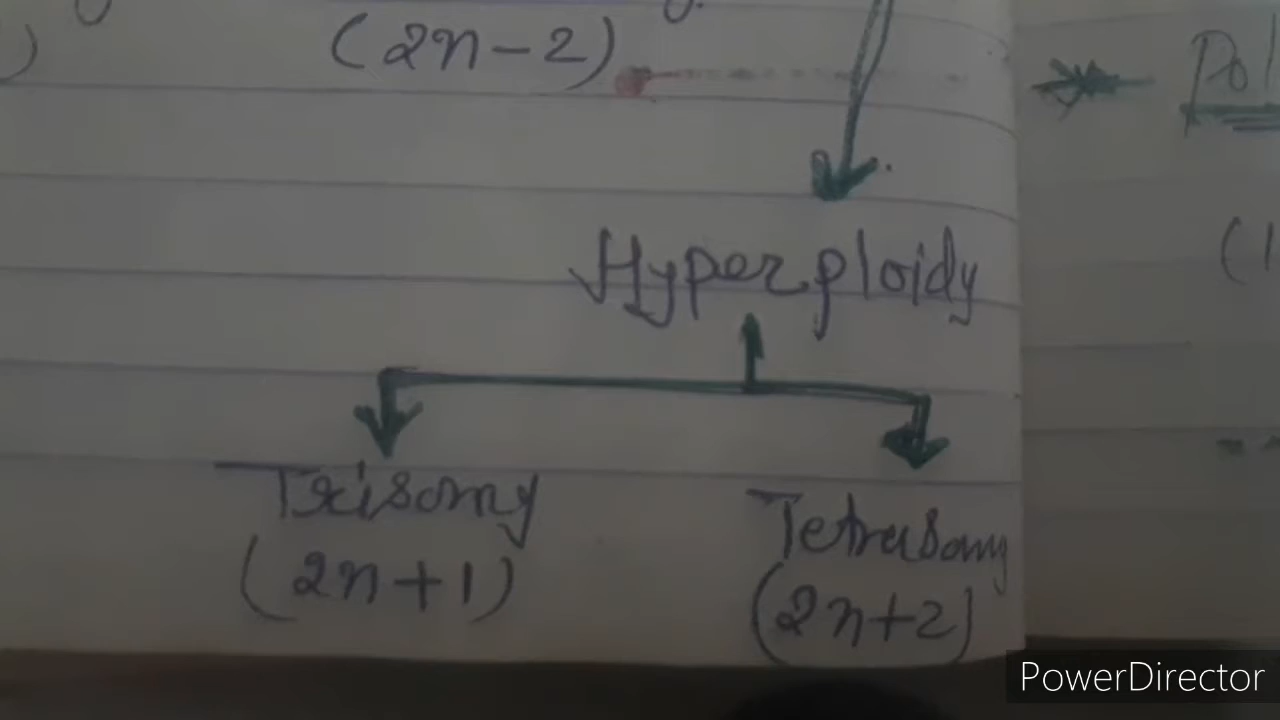 (2n-2)
Hyperploidy
Trisomy
(2n+1)
Tetrasomy
(2n+2)
PowerDirector